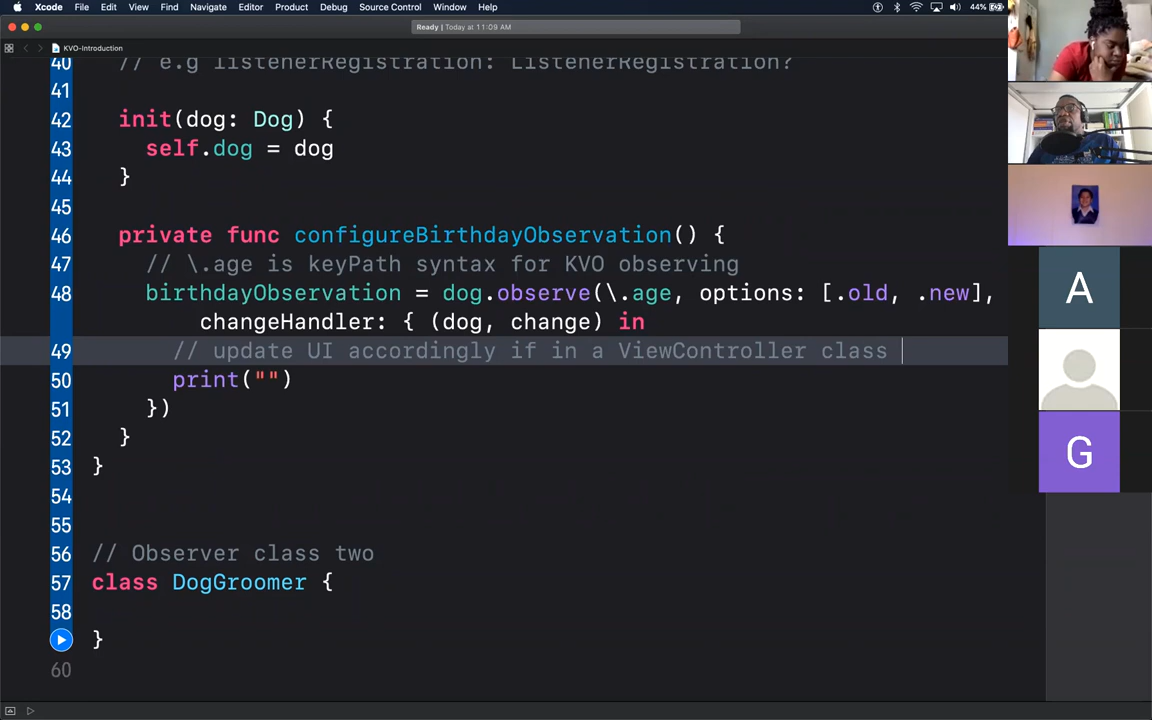 Xcode File Edit View Find Navigate Editor Product Debug Source Control Window Help 44%
Ready | Today at 11:09 AM
KVO-Introduction
40 // e.g listenerRegistration: ListenerRegistration?
41
42 init(dog: Dog) {
43 self.dog = dog
44 }
45
46 private func configureBirthdayObservation() {
47 // \.age is keyPath syntax for KVO observing
48 birthdayObservation = dog.observe(\.age, options: [.old, .new],
changeHandler: { (dog, change) in
49 // update UI accordingly if in a ViewController class
50 print("")
51 })
52 }
53 }
54
55
56 // Observer class two
57 class DogGroomer {
58
}
60
A
G